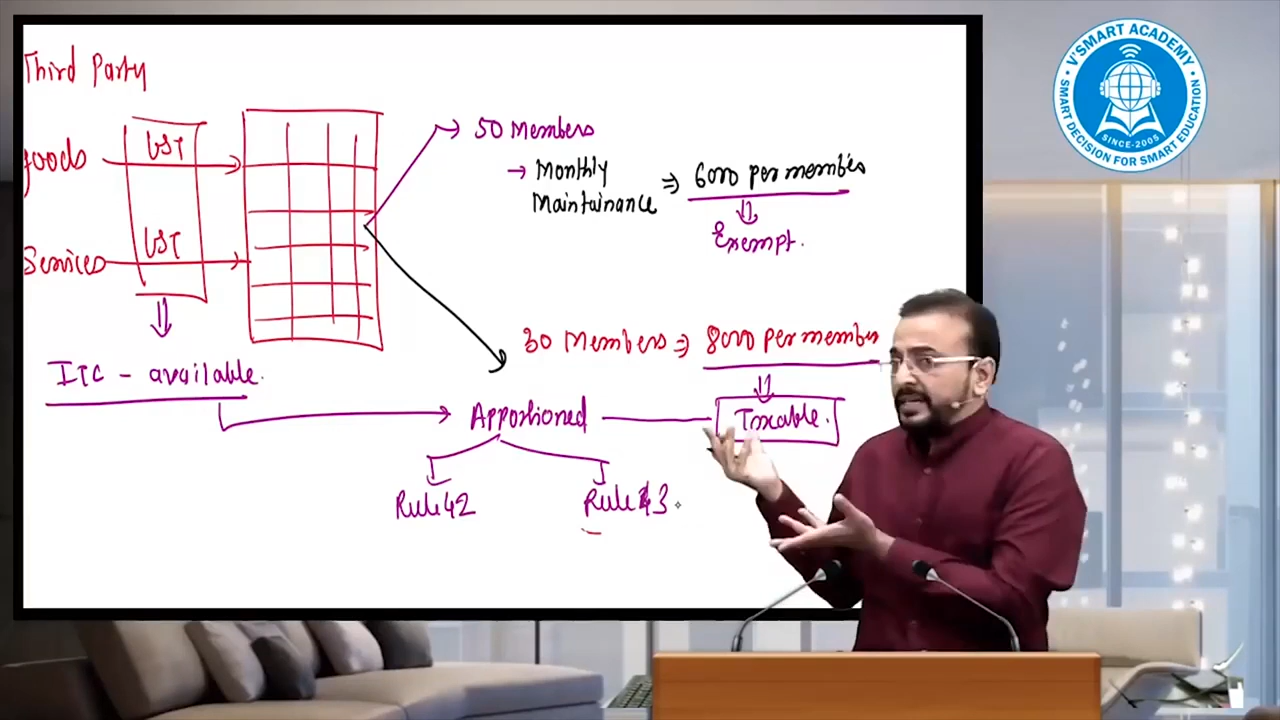 Third Party
Goods
GST
Services
GST
ITC - available.
50 Members
→ Monthly Maintainance ⇒ 6000 per member
Exempt.
30 Members ⇒ 8000 per member
Taxable.
Apportioned
Rule 42
Rule 43
V'SMART ACADEMY
SMART DECISION FOR SMART EDUCATION
SINCE-2005